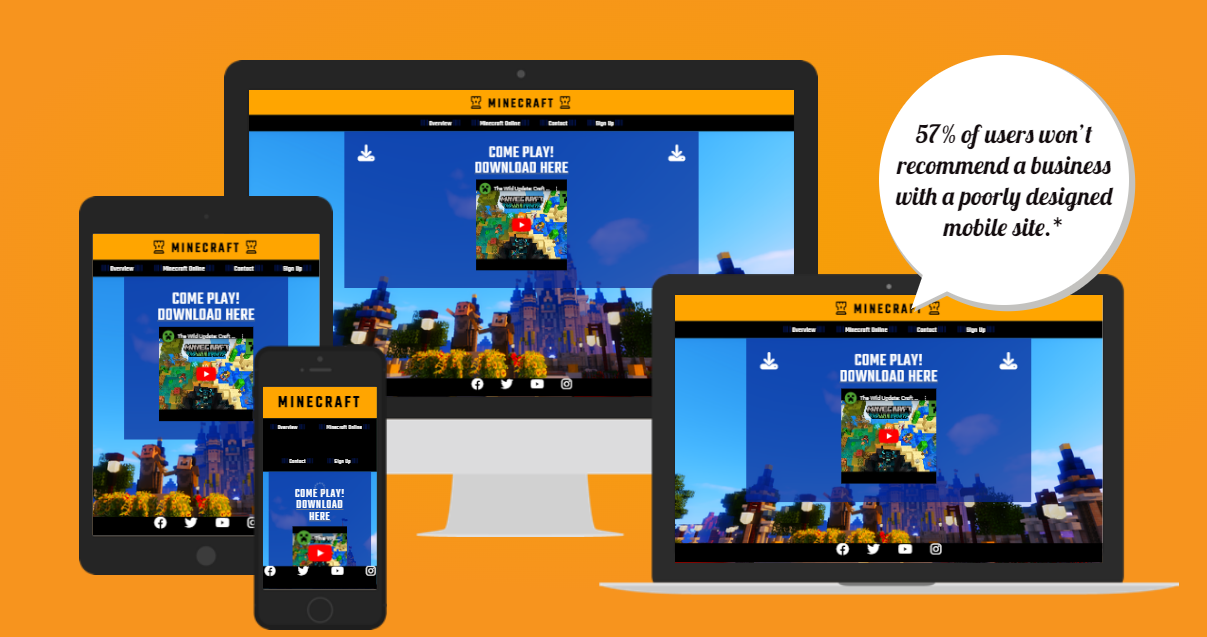 MINECRAFT
Overview Minecraft Online Contact Sign Up
COME PLAY!
DOWNLOAD HERE
The Wild Update: Craft ...
MINECRAFT
57% of users won't
recommend a business
with a poorly designed
mobile site.*
MINECRAFT
Overview Minecraft Online Contact Sign Up
COME PLAY!
DOWNLOAD HERE
The Wild Update: Craft ...
MINECRAFT
MINECRAFT
Overview Minecraft Online
Contact Sign Up
COME PLAY!
DOWNLOAD
HERE
MINECRAFT
Overview Minecraft Online Contact Sign Up
COME PLAY!
DOWNLOAD HERE
The Wild Update: Craft ...
MINECRAFT